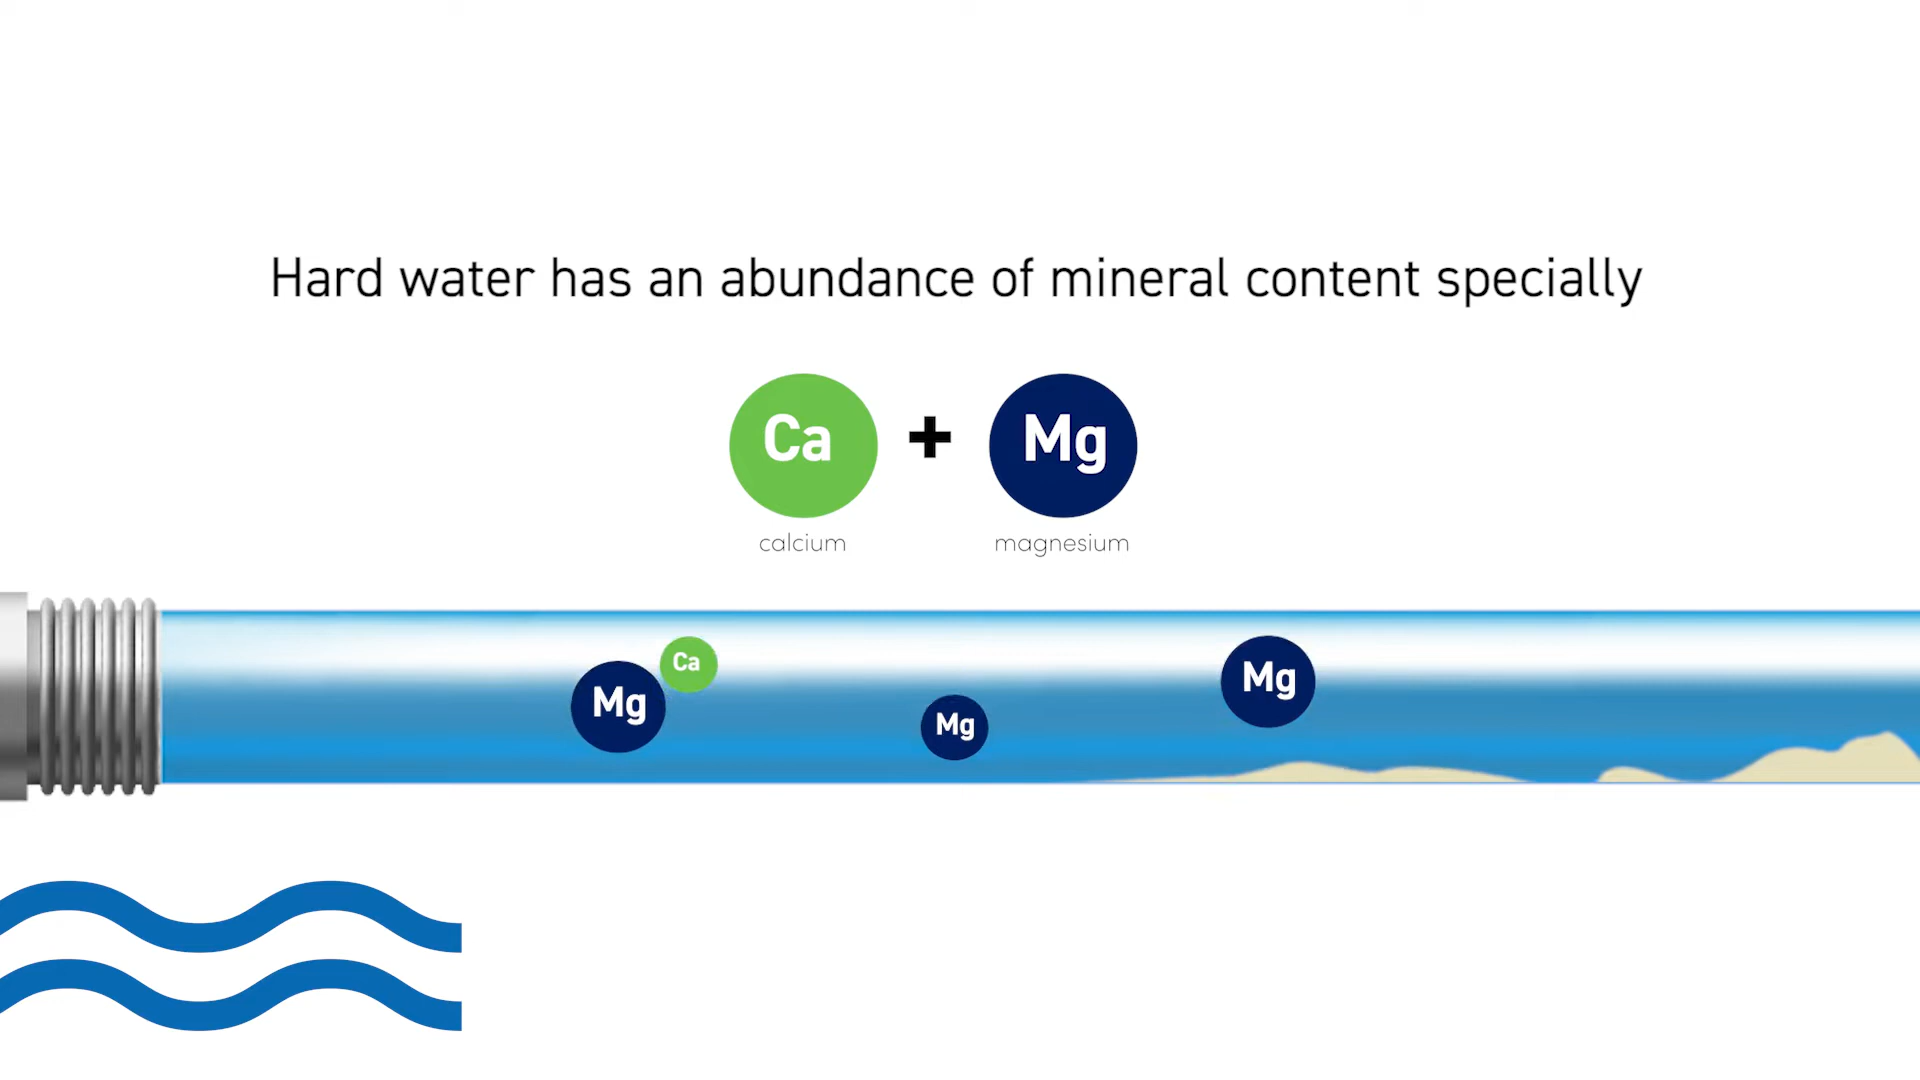 Hard water has an abundance of mineral content specially
Ca + Mg
calcium magnesium
Ca
Mg
Mg
Mg